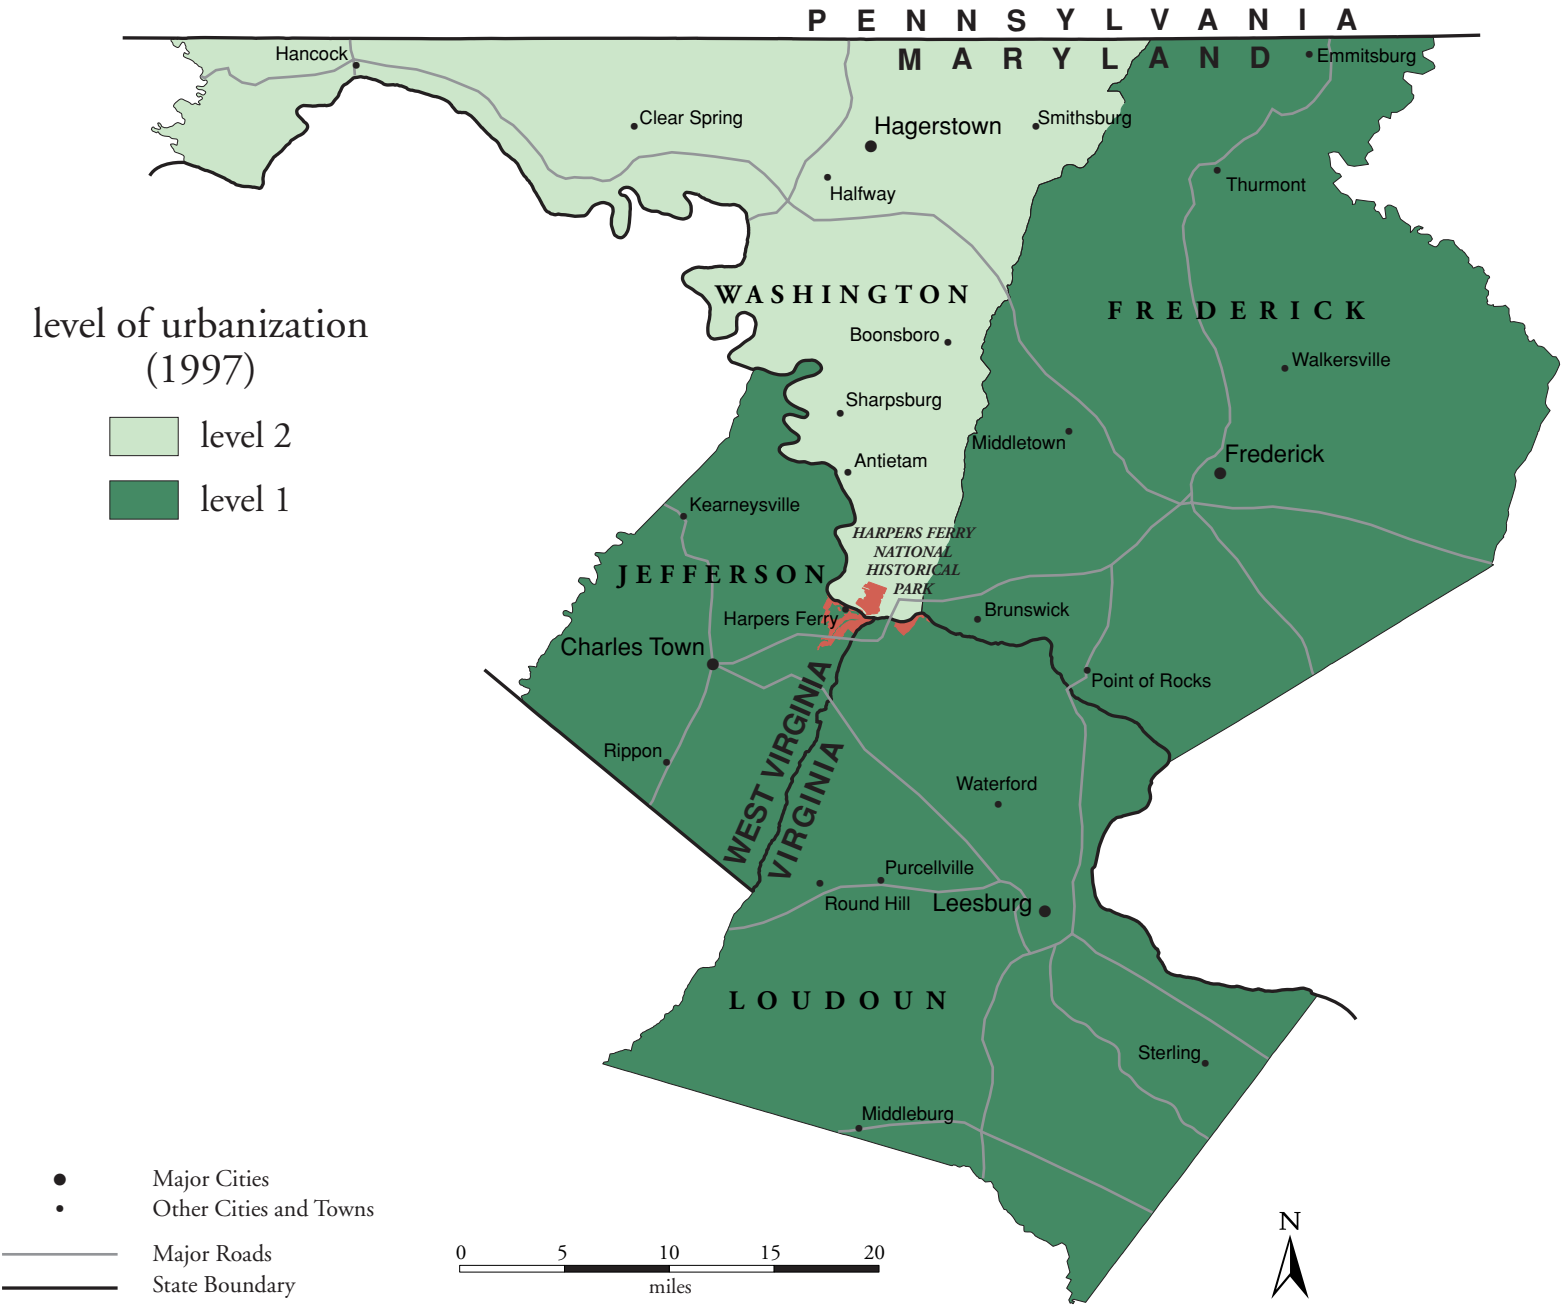 PENNSYLVANIA
MARYLAND
Hancock
Emmitsburg
Clear Spring
Hagerstown
Smithsburg
Halfway
Thurmont
WASHINGTON
FREDERICK
level of urbanization
(1997)
level 2
level 1
Boonsboro
Walkersville
Sharpsburg
Middletown
Frederick
Antietam
Kearneysville
HARPERS FERRY
NATIONAL
HISTORICAL
PARK
JEFFERSON
Harpers Ferry
Brunswick
Charles Town
Point of Rocks
WEST VIRGINIA
VIRGINIA
Rippon
Waterford
Purcellville
Round Hill
Leesburg
LOUDOUN
Sterling
Middleburg
Major Cities
Other Cities and Towns
Major Roads
State Boundary
0 5 10 15 20
miles
N